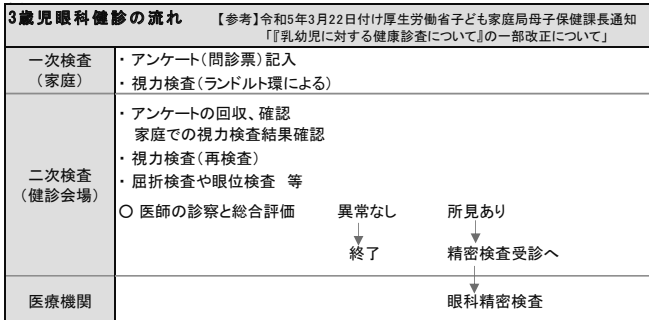 3歳児眼科健診の流れ 【参考】令和5年3月22日付け厚生労働省子ども家庭局母子保健課長通知
「『乳幼児に対する健康診査について』の一部改正について」
一次検査
（家庭）
・ アンケート（問診票）記入
・ 視力検査（ランドルト環による）
二次検査
（健診会場）
・ アンケートの回収、確認
家庭での視力検査結果確認
・ 視力検査（再検査）
・ 屈折検査や眼位検査 等
〇 医師の診察と総合評価 異常なし 所見あり
終了 精密検査受診へ
医療機関 眼科精密検査